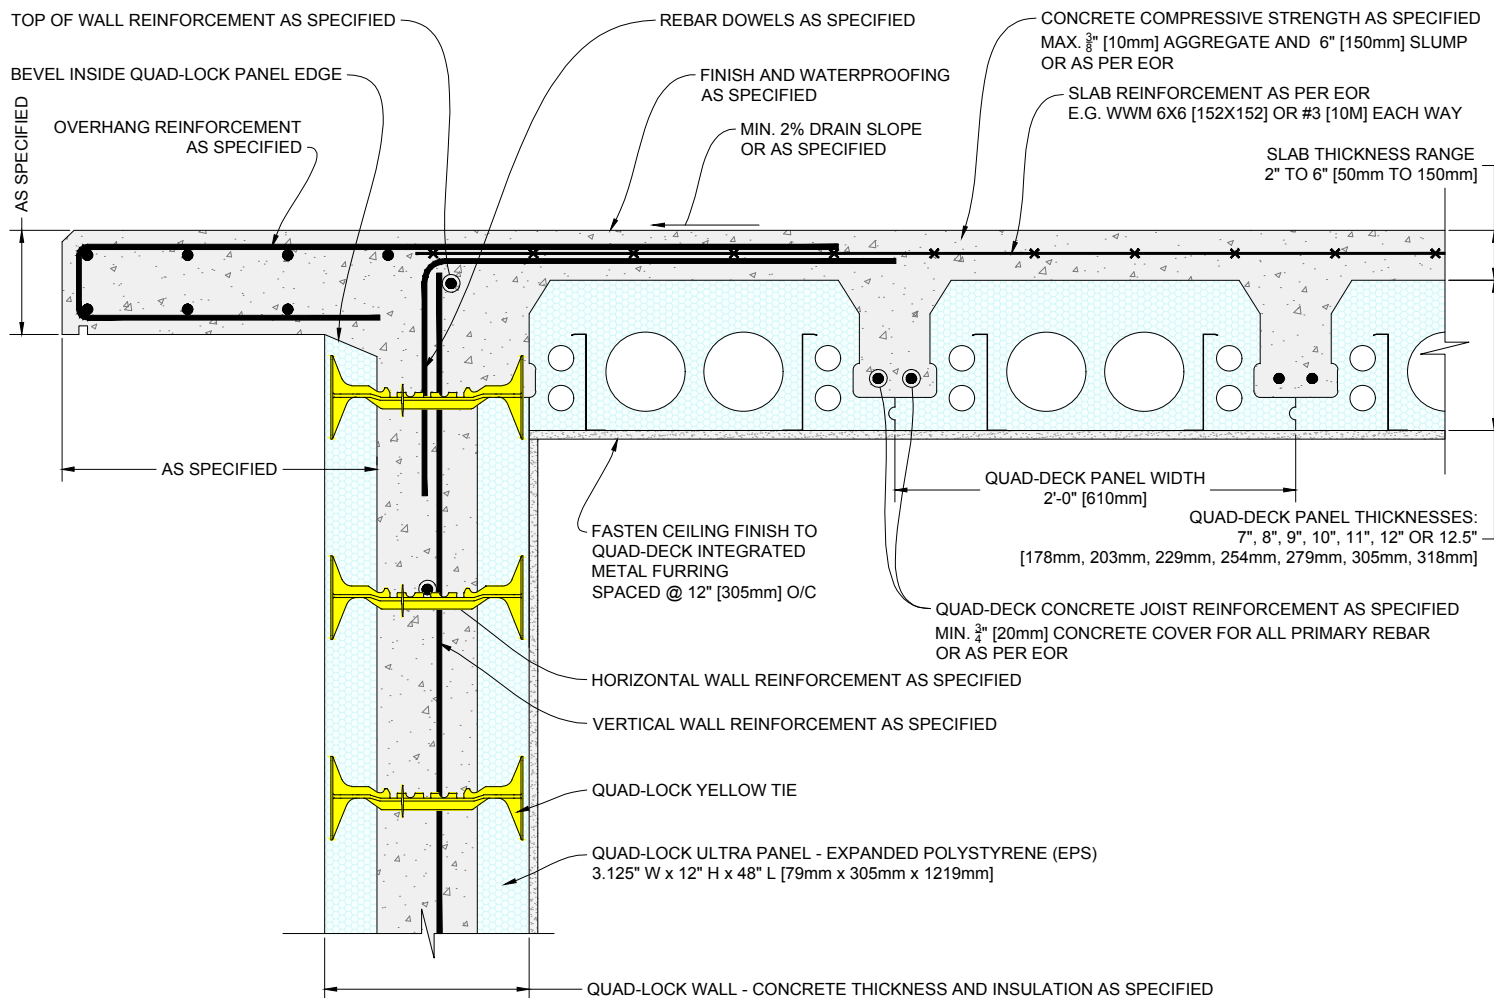 TOP OF WALL REINFORCEMENT AS SPECIFIED
REBAR DOWELS AS SPECIFIED
CONCRETE COMPRESSIVE STRENGTH AS SPECIFIED
MAX. 3/8" [10mm] AGGREGATE AND 6" [150mm] SLUMP
OR AS PER EOR
BEVEL INSIDE QUAD-LOCK PANEL EDGE
FINISH AND WATERPROOFING
AS SPECIFIED
SLAB REINFORCEMENT AS PER EOR
E.G. WWM 6X6 [152X152] OR #3 [10M] EACH WAY
OVERHANG REINFORCEMENT
AS SPECIFIED
MIN. 2% DRAIN SLOPE
OR AS SPECIFIED
SLAB THICKNESS RANGE
2" TO 6" [50mm TO 150mm]
AS SPECIFIED
AS SPECIFIED
QUAD-DECK PANEL WIDTH
2'-0" [610mm]
QUAD-DECK PANEL THICKNESSES:
7", 8", 9", 10", 11", 12" OR 12.5"
[178mm, 203mm, 229mm, 254mm, 279mm, 305mm, 318mm]
FASTEN CEILING FINISH TO
QUAD-DECK INTEGRATED
METAL FURRING
SPACED @ 12" [305mm] O/C
QUAD-DECK CONCRETE JOIST REINFORCEMENT AS SPECIFIED
MIN. 3/4" [20mm] CONCRETE COVER FOR ALL PRIMARY REBAR
OR AS PER EOR
HORIZONTAL WALL REINFORCEMENT AS SPECIFIED
VERTICAL WALL REINFORCEMENT AS SPECIFIED
QUAD-LOCK YELLOW TIE
QUAD-LOCK ULTRA PANEL - EXPANDED POLYSTYRENE (EPS)
3.125" W x 12" H x 48" L [79mm x 305mm x 1219mm]
QUAD-LOCK WALL - CONCRETE THICKNESS AND INSULATION AS SPECIFIED